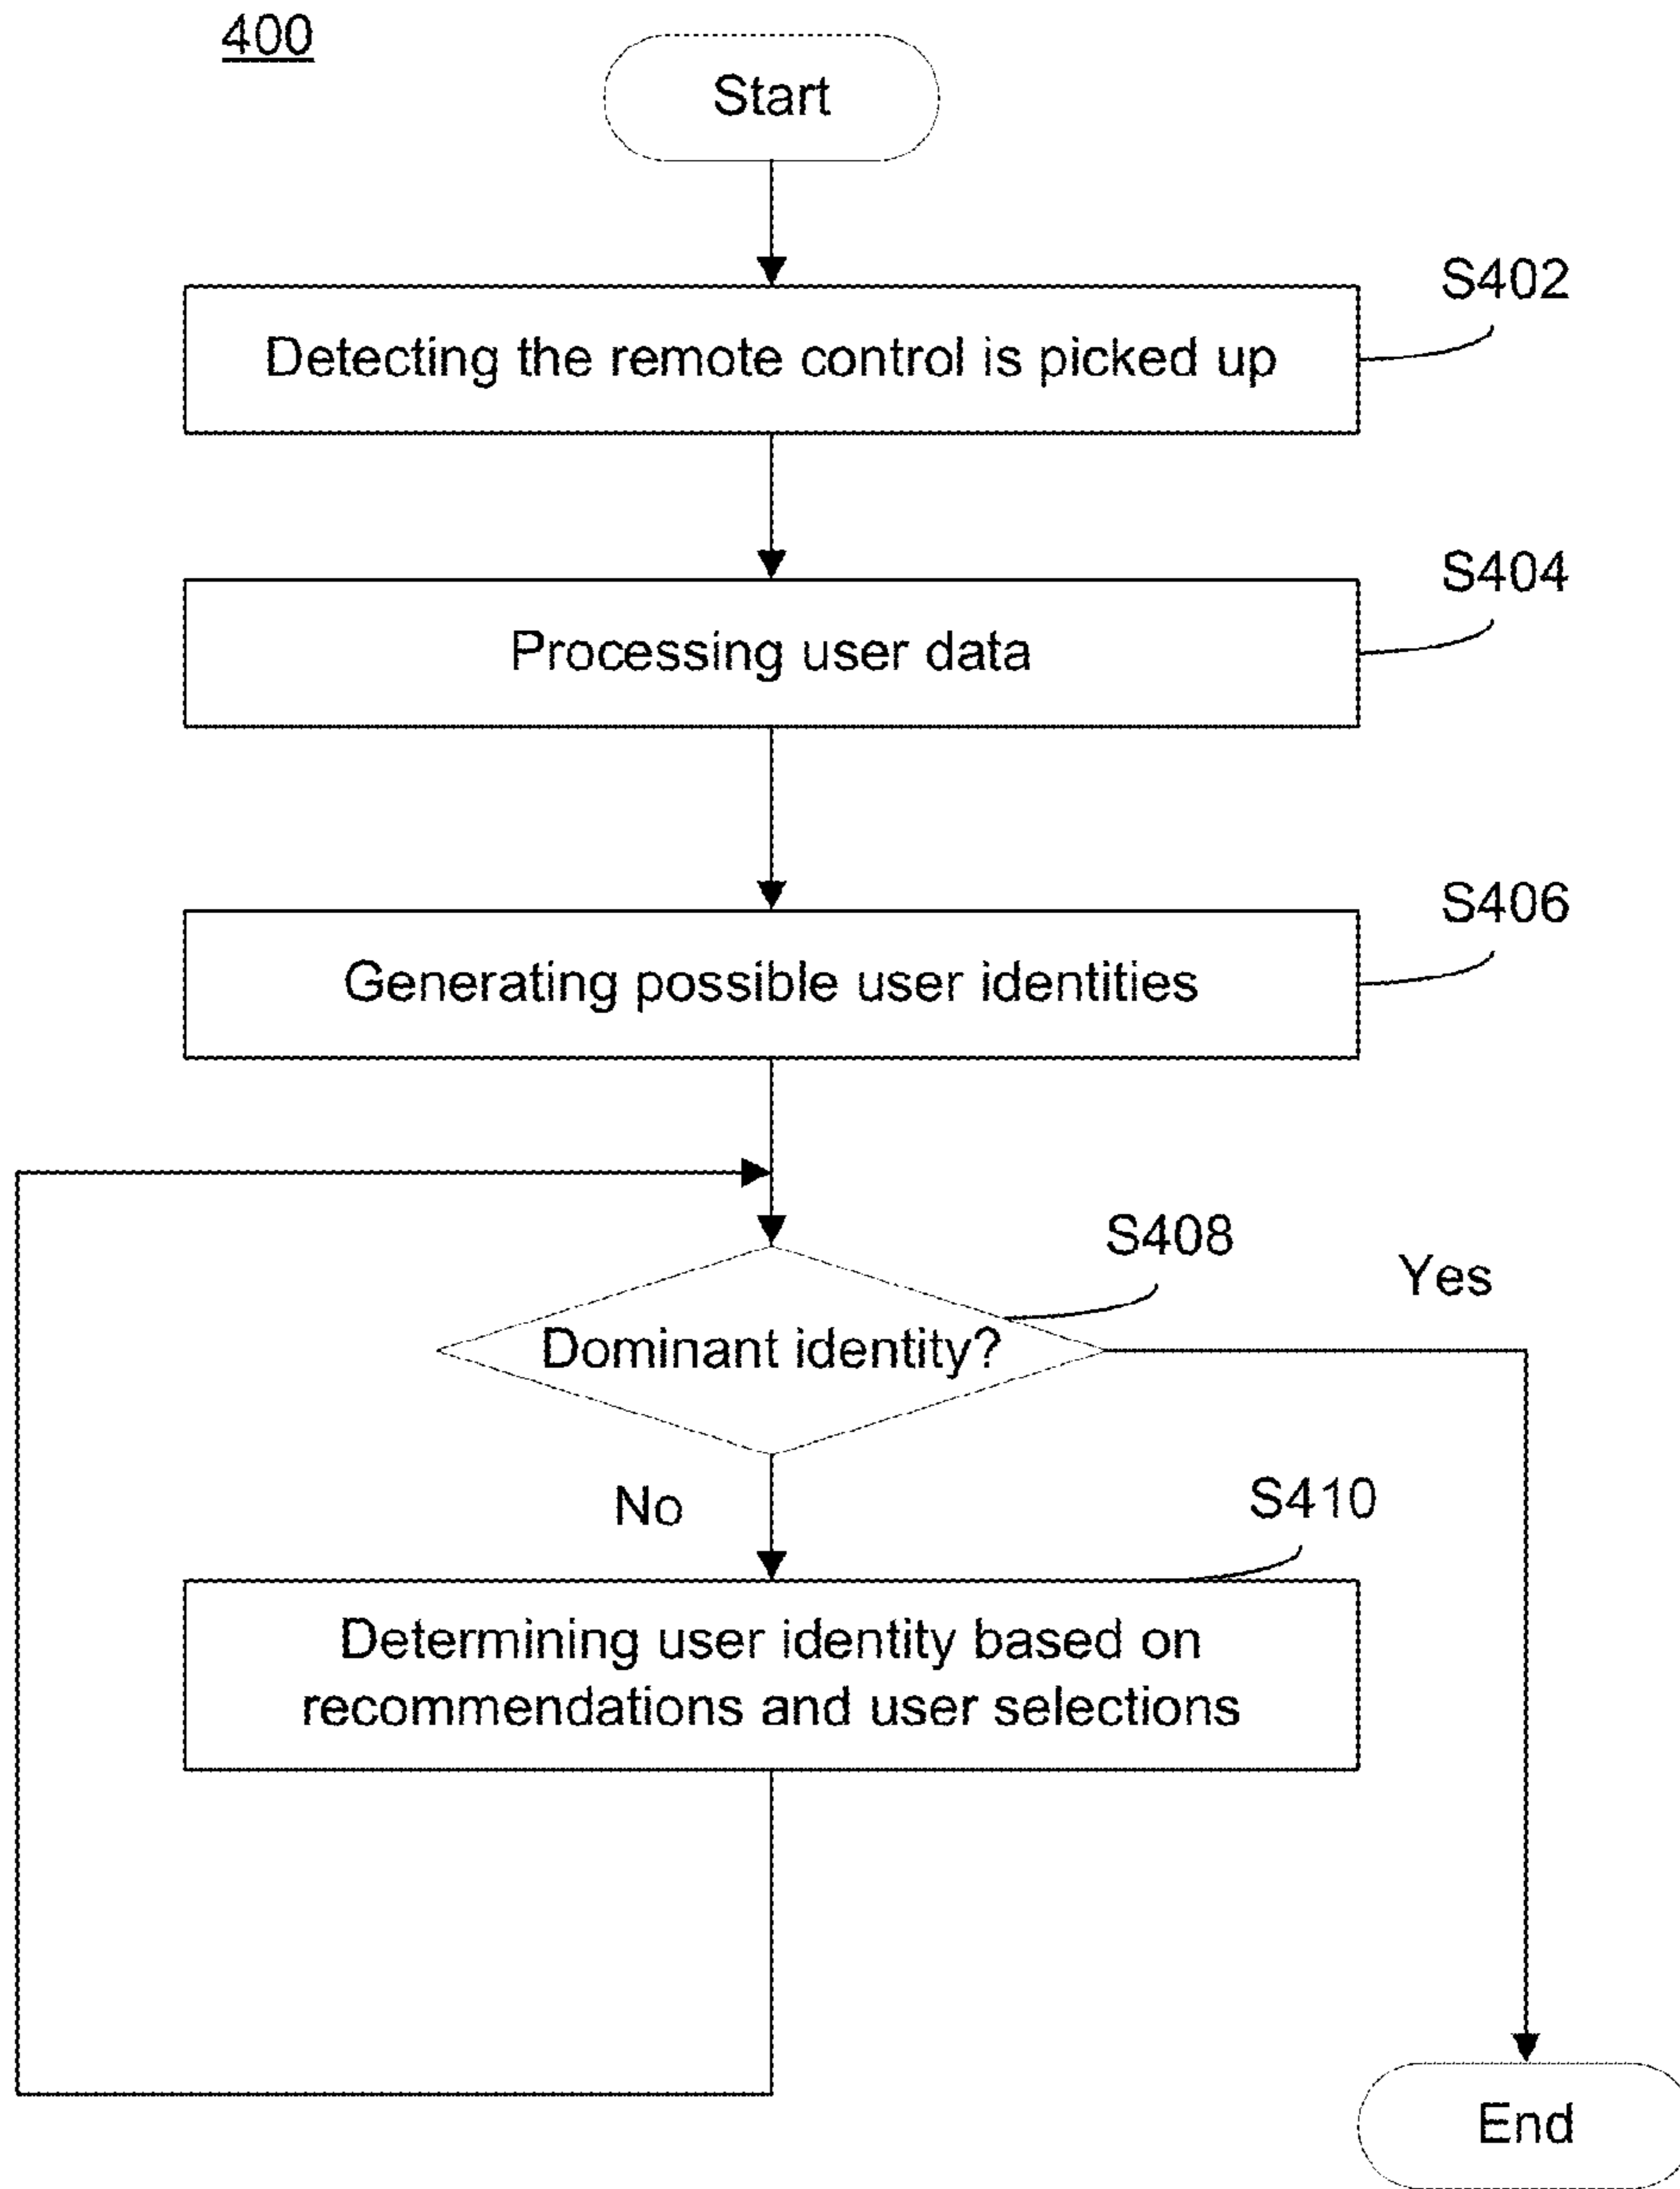 400
Start
S402
Detecting the remote control is picked up
S404
Processing user data
S406
Generating possible user identities
S408
Yes
Dominant identity?
No
S410
Determining user identity based on
recommendations and user selections
End